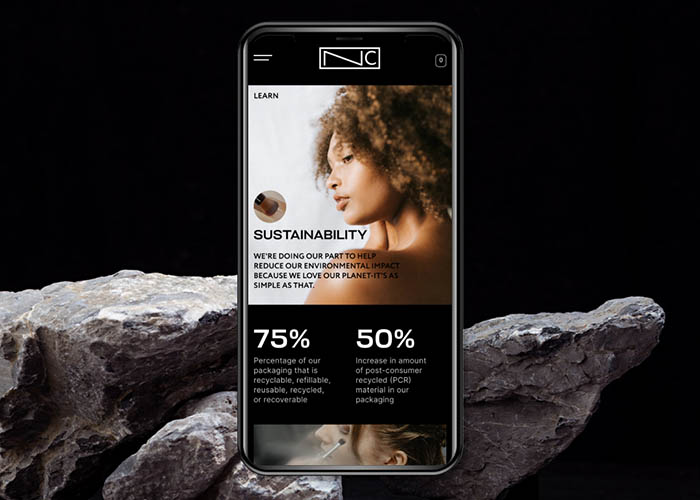 NC
0
LEARN
SUSTAINABILITY
WE'RE DOING OUR PART TO HELP
REDUCE OUR ENVIRONMENTAL IMPACT
BECAUSE WE LOVE OUR PLANET-IT'S AS
SIMPLE AS THAT.
75%
Percentage of our
packaging that is
recyclable, refillable,
reusable, recycled,
or recoverable
50%
Increase in amount
of post-consumer
recycled (PCR)
material in our
packaging